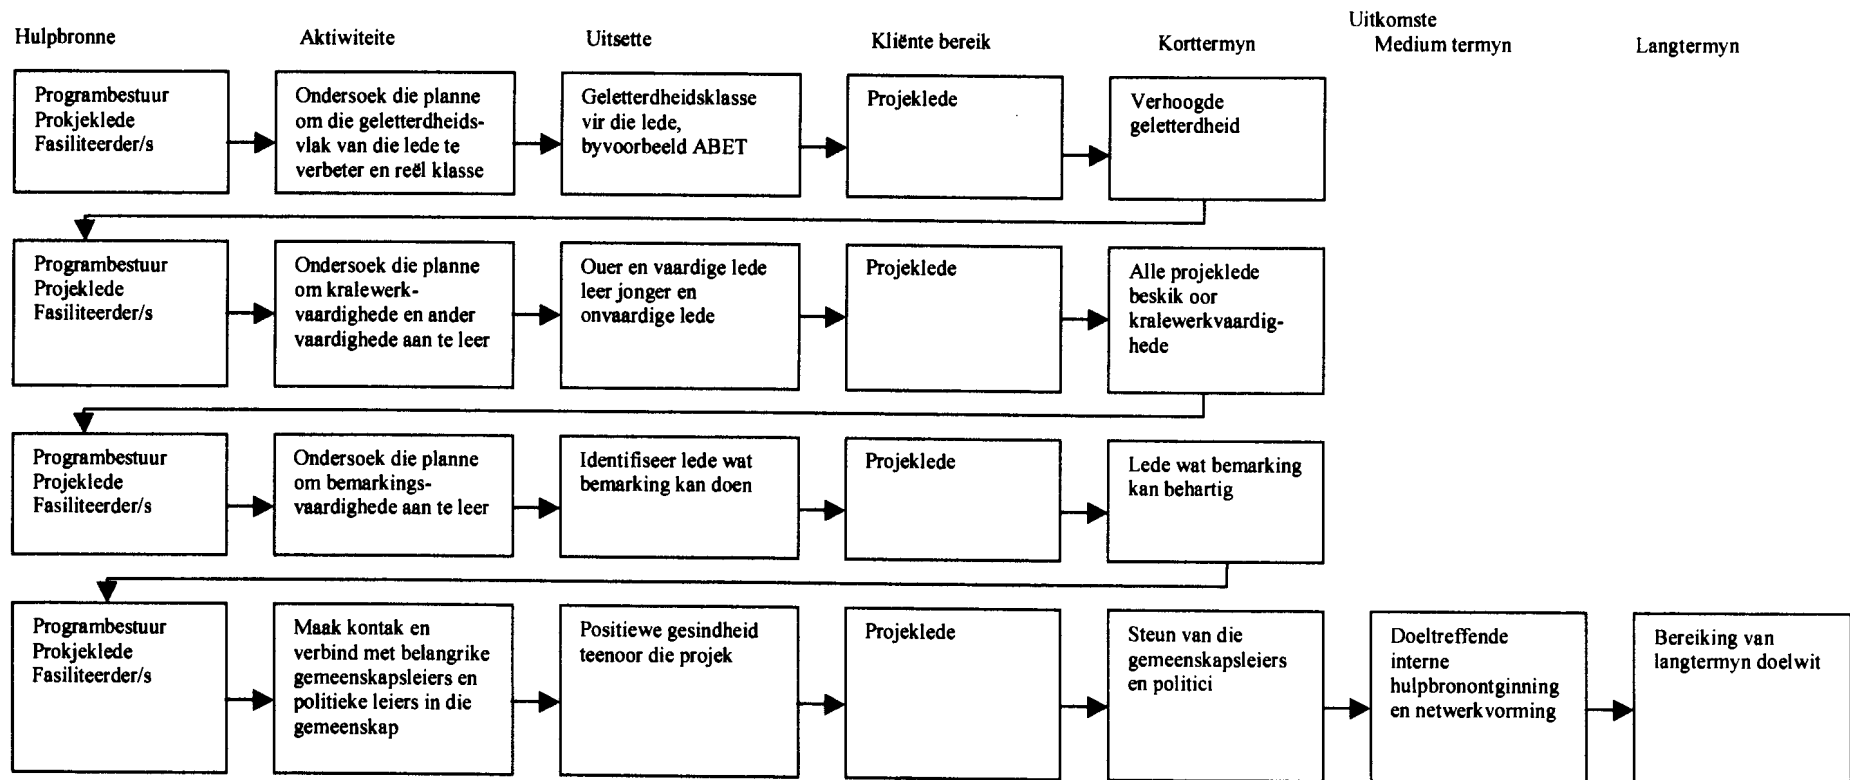 Uitkomste
Hulpbronne
Aktiwiteite
Uitsette
Kliënte bereik
Korttermyn
Medium termyn
Langtermyn
Programbestuur
Prokjeklede
Fasiliteerder/s
Ondersoek die planne
om die geletterdheids-
vlak van die lede te
verbeter en reël klasse
Geletterdheidsklasse
vir die lede,
byvoorbeeld ABET
Projeklede
Verhoogde
geletterdheid
Programbestuur
Projeklede
Fasiliteerder/s
Ondersoek die planne
om kralewerk-
vaardighede en ander
vaardighede aan te leer
Ouer en vaardige lede
leer jonger en
onvaardige lede
Projeklede
Alle projeklede
beskik oor
kralewerkvaardig-
hede
Programbestuur
Projeklede
Fasiliteerder/s
Ondersoek die planne
om bemarkings-
vaardighede aan te leer
Identifiseer lede wat
bemarking kan doen
Projeklede
Lede wat bemarking
kan behartig
Programbestuur
Prokjeklede
Fasiliteerder/s
Maak kontak en
verbind met belangrike
gemeenskapsleiers en
politieke leiers in die
gemeenskap
Positiewe gesindheid
teenoor die projek
Projeklede
Steun van die
gemeenskapsleiers
en politici
Doeltreffende
interne
hulpbronontginning
en netwerkvorming
Bereiking van
langtermyn doelwit